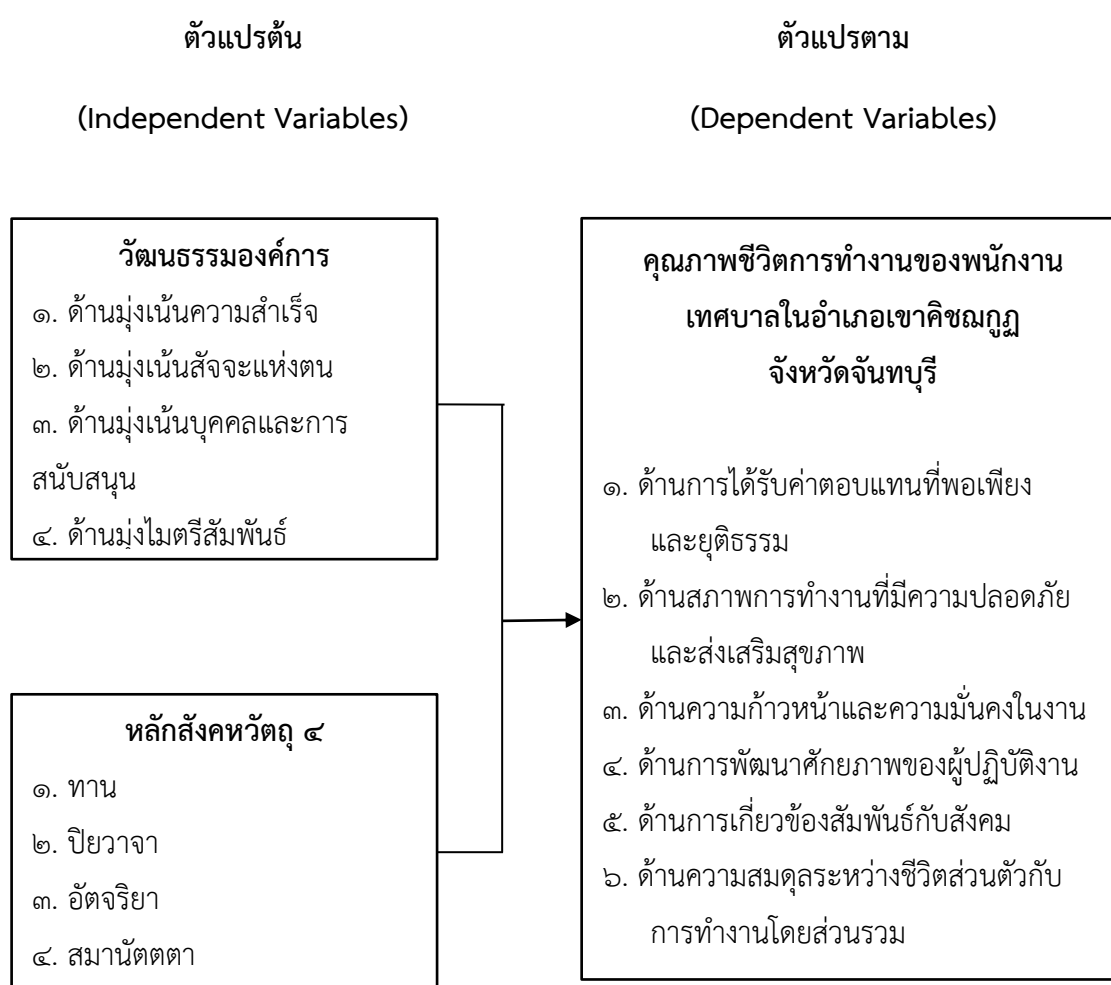 ตัวแปรต้น
(Independent Variables)
วัฒนธรรมองค์การ
๑. ด้านมุ่งเน้นความสำเร็จ
๒. ด้านมุ่งเน้นสัจจะแห่งตน
๓. ด้านมุ่งเน้นบุคคลและการ
สนับสนุน
๔. ด้านมุ่งไมตรีสัมพันธ์
หลักสังคหวัตถุ ๔
๑. ทาน
๒. ปิยวาจา
๓. อัตจริยา
๔. สมานัตตตา
ตัวแปรตาม
(Dependent Variables)
คุณภาพชีวิตการทำงานของพนักงาน
เทศบาลในอำเภอเขาคิชฌกูฏ
จังหวัดจันทบุรี
๑. ด้านการได้รับค่าตอบแทนที่พอเพียง
และยุติธรรม
๒. ด้านสภาพการทำงานที่มีความปลอดภัย
และส่งเสริมสุขภาพ
๓. ด้านความก้าวหน้าและความมั่นคงในงาน
๔. ด้านการพัฒนาศักยภาพของผู้ปฏิบัติงาน
๕. ด้านการเกี่ยวข้องสัมพันธ์กับสังคม
๖. ด้านความสมดุลระหว่างชีวิตส่วนตัวกับ
การทำงานโดยส่วนรวม